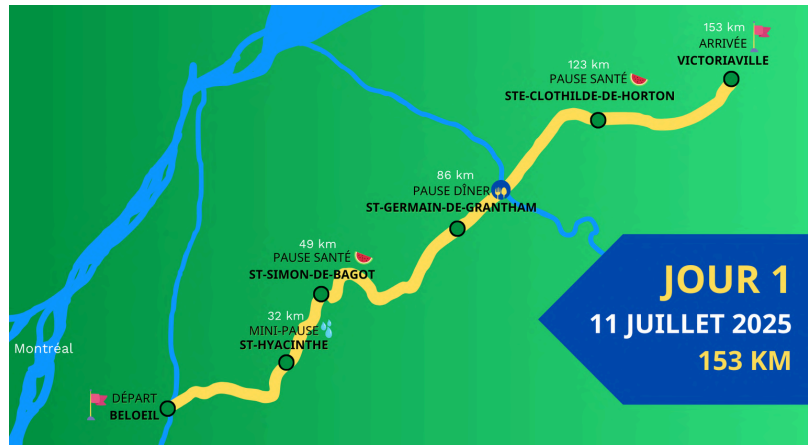 153 km
ARRIVÉE
VICTORIAVILLE
123 km
PAUSE SANTÉ
STE-CLOTHILDE-DE-HORTON
86 km
PAUSE DÎNER
ST-GERMAIN-DE-GRANTHAM
49 km
PAUSE SANTÉ
ST-SIMON-DE-BAGOT
32 km
MINI-PAUSE
ST-HYACINTHE
Montréal
DÉPART
BELOEIL
JOUR 1
11 JUILLET 2025
153 KM